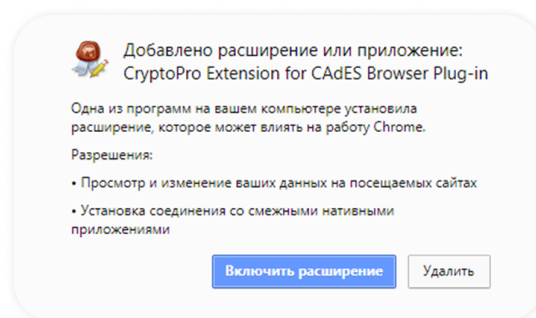 Добавлено расширение или приложение:
CryptoPro Extension for CAdES Browser Plug-in
Одна из программ на вашем компьютере установила
расширение, которое может влиять на работу Chrome.
Разрешения:
• Просмотр и изменение ваших данных на посещаемых сайтах
• Установка соединения со смежными нативными
приложениями
Включить расширение Удалить